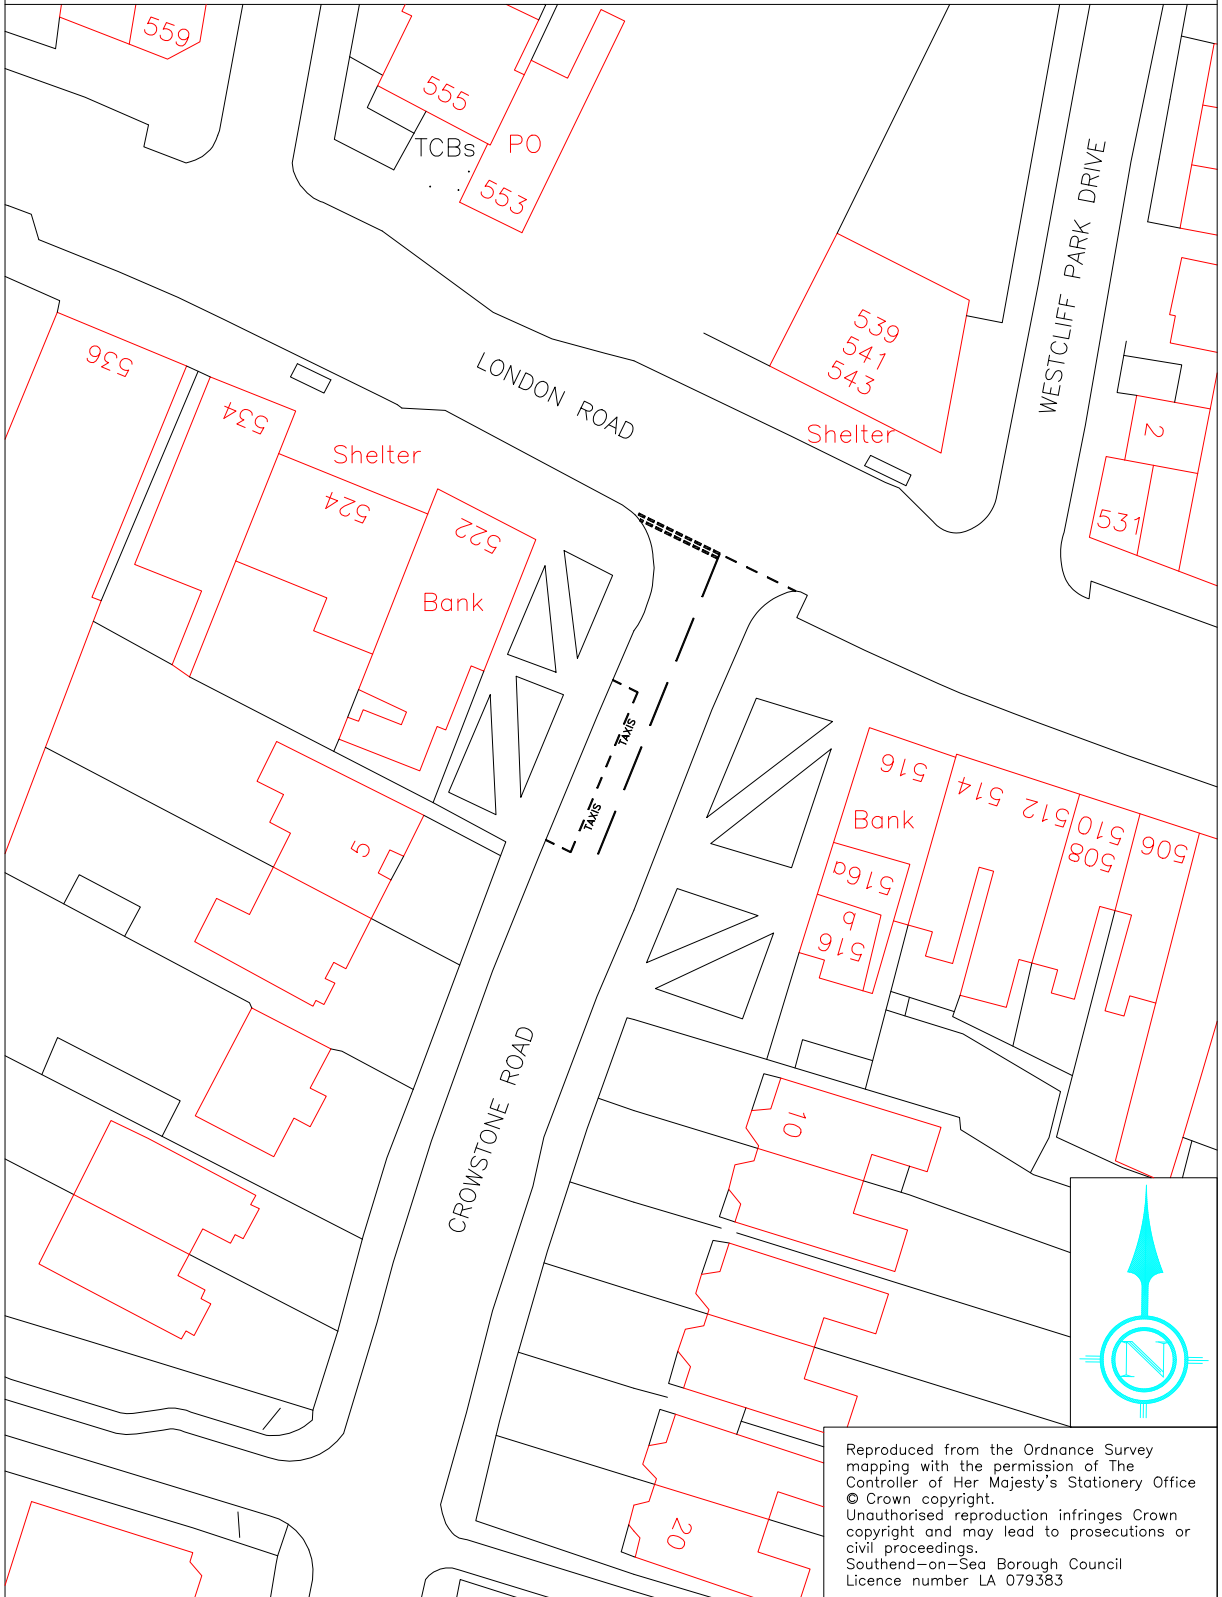 559
555
TCBs
PO
553
WESTCLIFF PARK DRIVE
539
541
543
536
LONDON ROAD
534
Shelter
Shelter
2
524
522
531
Bank
TAXIS
516
514
512
510
508
506
TAXIS
Bank
5
516a
516
b
CROWSTONE ROAD
10
N
20
Reproduced from the Ordnance Survey
mapping with the permission of The
Controller of Her Majesty's Stationery Office
© Crown copyright.
Unauthorised reproduction infringes Crown
copyright and may lead to prosecutions or
civil proceedings.
Southend-on-Sea Borough Council
Licence number LA 079383